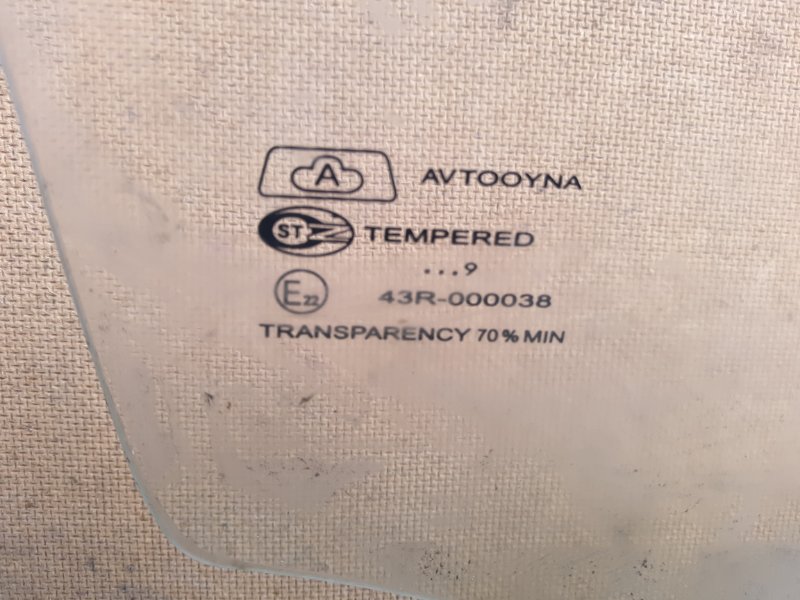 A AVTOOYNA
ST TEMPERED
...9
E22 43R-000038
TRANSPARENCY 70% MIN